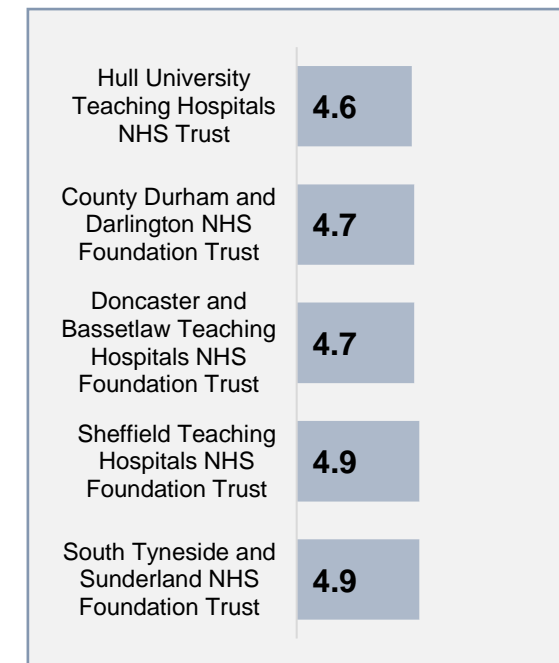 Hull University
Teaching Hospitals
NHS Trust
4.6
County Durham and
Darlington NHS
Foundation Trust
4.7
Doncaster and
Bassetlaw Teaching
Hospitals NHS
Foundation Trust
4.7
Sheffield Teaching
Hospitals NHS
Foundation Trust
4.9
South Tyneside and
Sunderland NHS
Foundation Trust
4.9